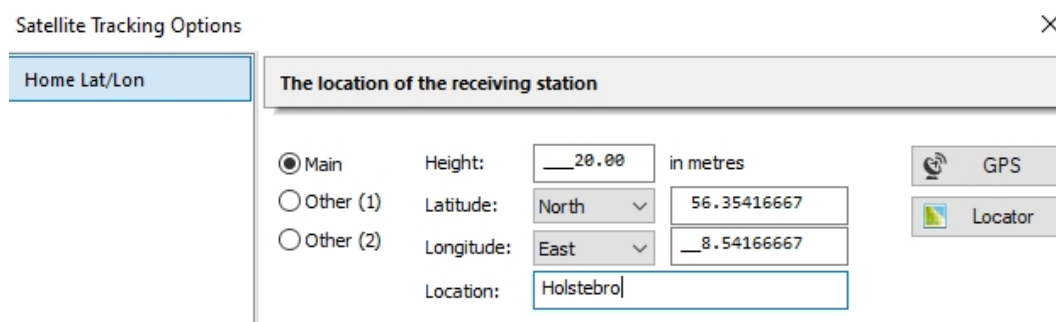 Satellite Tracking Options
Home Lat/Lon
The location of the receiving station
Main Height: ___20.00 in metres GPS
Other (1) Latitude: North 56.35416667 Locator
Other (2) Longitude: East __8.54166667
Location: Holstebro